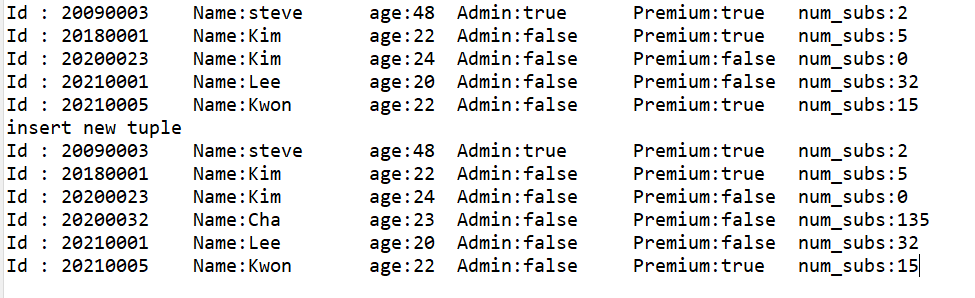 Id : 20090003    Name:steve      age:48  Admin:true      Premium:true   num_subs:2
Id : 20180001    Name:Kim        age:22  Admin:false     Premium:true   num_subs:5
Id : 20200023    Name:Kim        age:24  Admin:false     Premium:false  num_subs:0
Id : 20210001    Name:Lee        age:20  Admin:false     Premium:false  num_subs:32
Id : 20210005    Name:Kwon       age:22  Admin:false     Premium:true   num_subs:15
insert new tuple
Id : 20090003    Name:steve      age:48  Admin:true      Premium:true   num_subs:2
Id : 20180001    Name:Kim        age:22  Admin:false     Premium:true   num_subs:5
Id : 20200023    Name:Kim        age:24  Admin:false     Premium:false  num_subs:0
Id : 20200032    Name:Cha        age:23  Admin:false     Premium:false  num_subs:135
Id : 20210001    Name:Lee        age:20  Admin:false     Premium:false  num_subs:32
Id : 20210005    Name:Kwon       age:22  Admin:false     Premium:true   num_subs:15